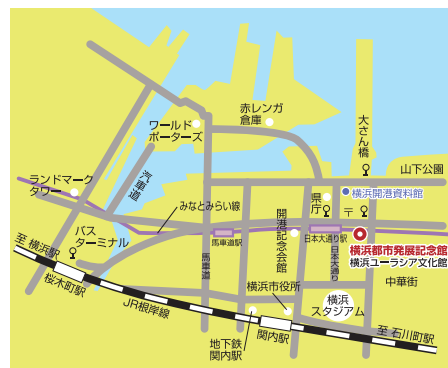 赤レンガ
倉庫
ワールド
ポーターズ
大さん橋
山下公園
汽車道
ランドマーク
タワー
県庁
横浜開港資料館
〒
みなとみらい線
開港記念会館
バス
ターミナル
馬車道駅
日本大通り駅
横浜都市発展記念館
横浜ユーラシア文化館
至 横浜駅
桜木町駅
馬車道
日本大通り
中華街
横浜市役所
横浜
スタジアム
JR根岸線
地下鉄
関内駅
関内駅
至 石川町駅